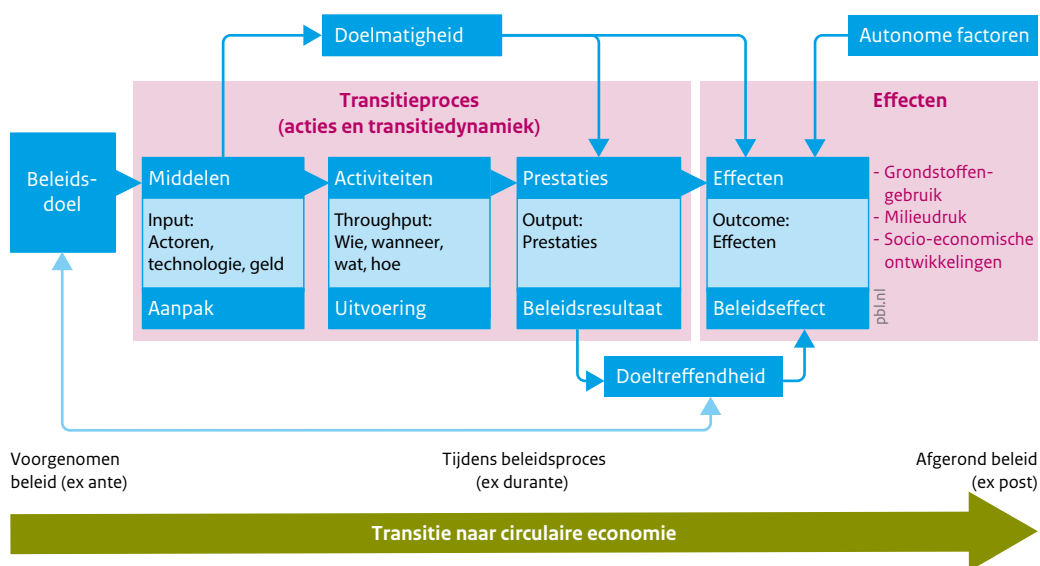 Doelmatigheid
Autonome factoren
Transitieproces
(acties en transitiedynamiek)
Effecten
Beleids-
doel
Middelen
Input:
Actoren,
technologie, geld
Aanpak
Activiteiten
Throughput:
Wie, wanneer,
wat, hoe
Uitvoering
Prestaties
Output:
Prestaties
Beleidsresultaat
Effecten
Outcome:
Effecten
Beleidseffect
- Grondstoffen-
gebruik
- Milieudruk
- Socio-economische
ontwikkelingen
pbl.nl
Doeltreffendheid
Voorgenomen
beleid (ex ante)
Tijdens beleidsproces
(ex durante)
Afgerond beleid
(ex post)
Transitie naar circulaire economie